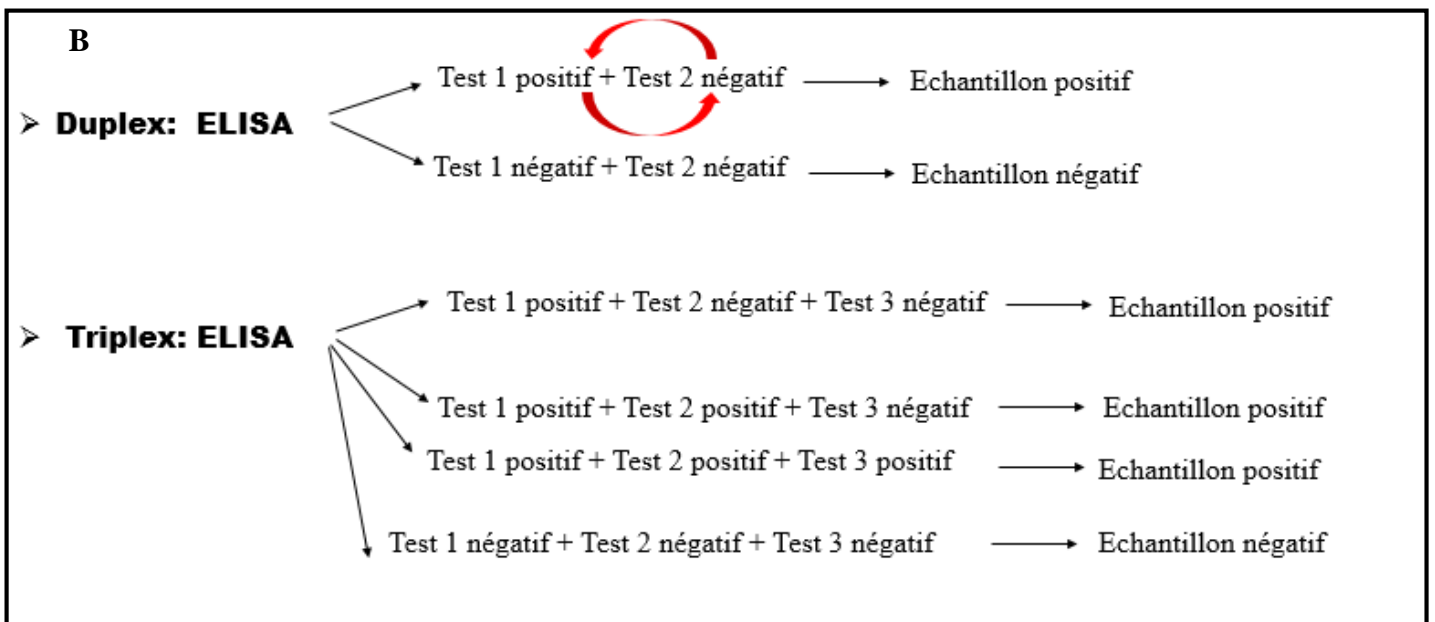 B
Test 1 positif + Test 2 négatif Echantillon positif
➢ Duplex: ELISA
Test 1 négatif + Test 2 négatif Echantillon négatif
Test 1 positif + Test 2 négatif + Test 3 négatif Echantillon positif
➢ Triplex: ELISA
Test 1 positif + Test 2 positif + Test 3 négatif Echantillon positif
Test 1 positif + Test 2 positif + Test 3 positif Echantillon positif
Test 1 négatif + Test 2 négatif + Test 3 négatif Echantillon négatif